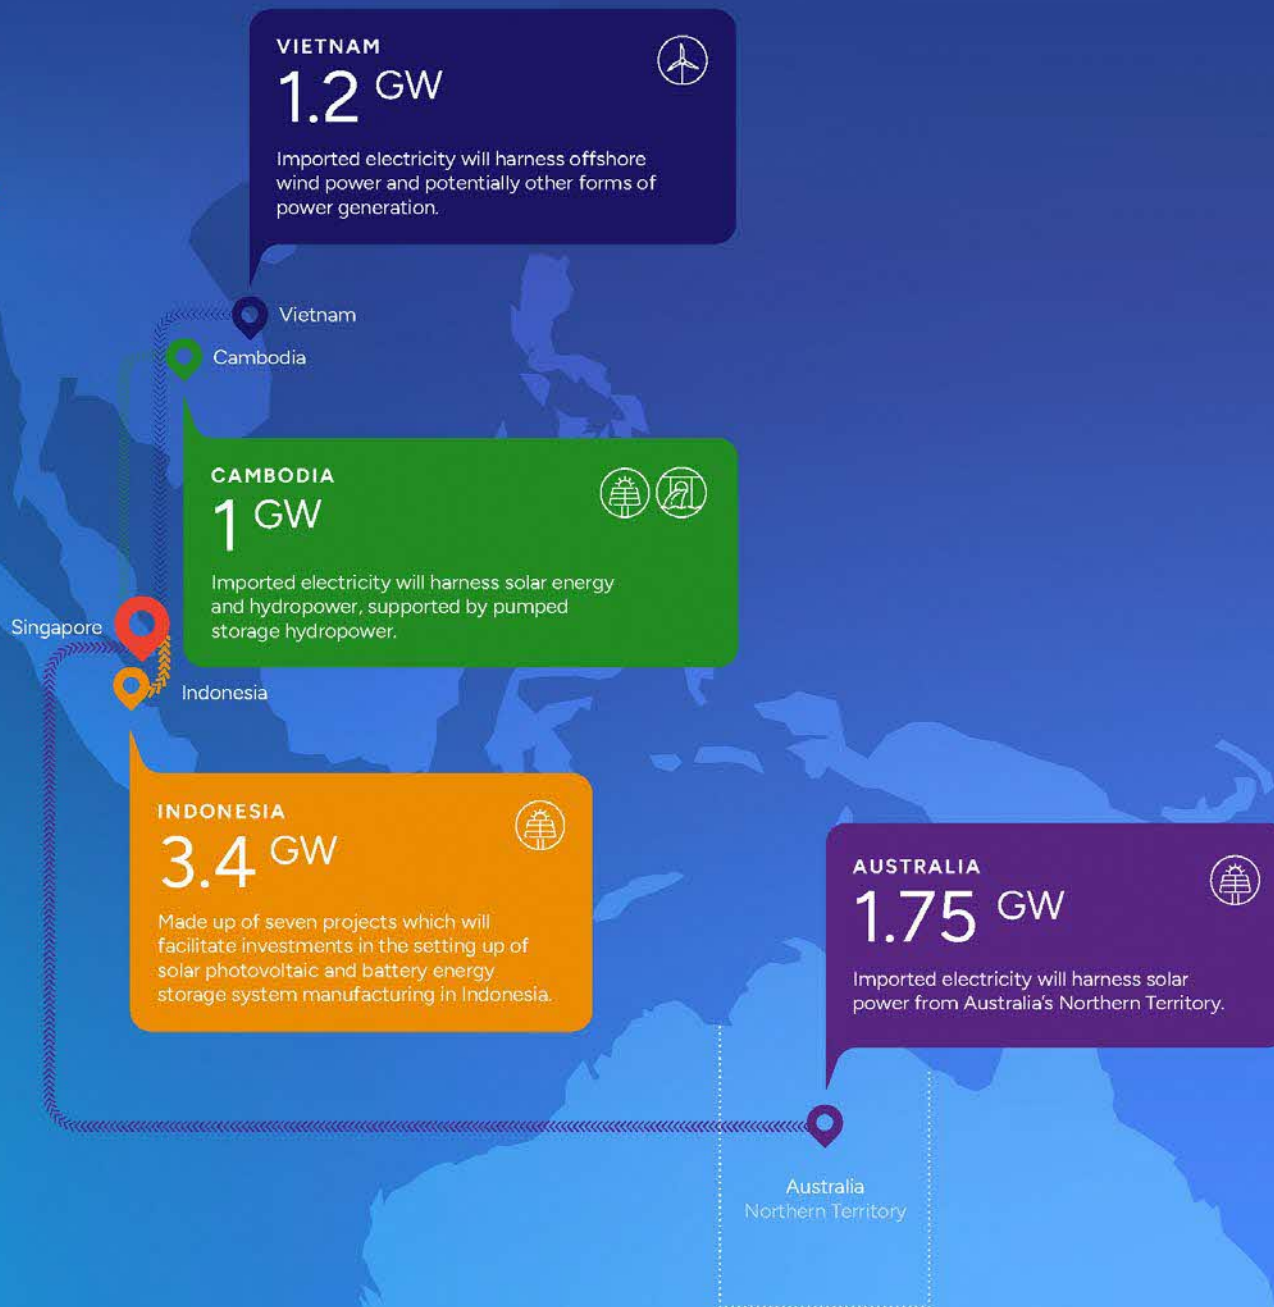 VIETNAM
1.2 GW
Imported electricity will harness offshore
wind power and potentially other forms of
power generation.
Vietnam
Cambodia
CAMBODIA
1 GW
Imported electricity will harness solar energy
and hydropower, supported by pumped
storage hydropower.
Singapore
Indonesia
INDONESIA
3.4 GW
Made up of seven projects which will
facilitate investments in the setting up of
solar photovoltaic and battery energy
storage system manufacturing in Indonesia.
AUSTRALIA
1.75 GW
Imported electricity will harness solar
power from Australia's Northern Territory.
Australia
Northern Territory